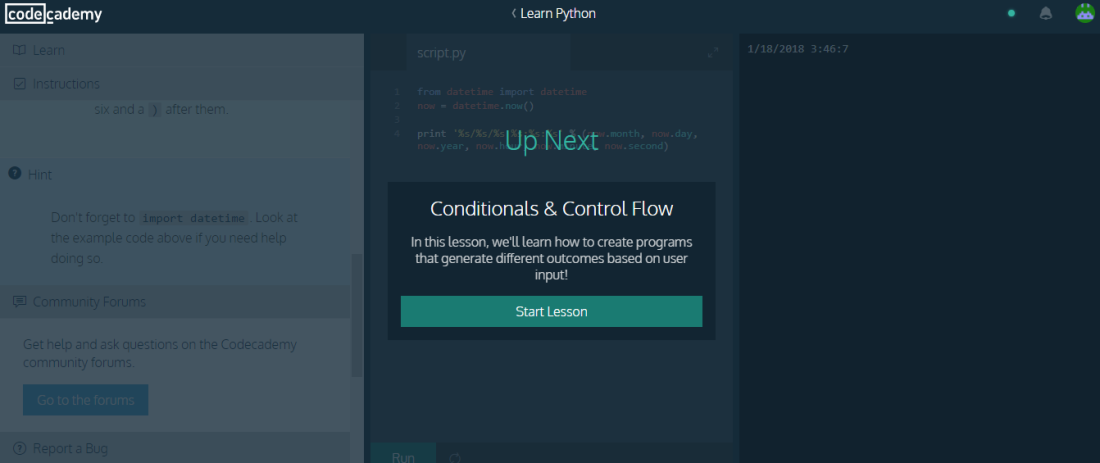 codecademy
Learn Python
Learn
Instructions
six and a ) after them.
Hint
Don't forget to import datetime. Look at
the example code above if you need help
doing so.
Community Forums
Get help and ask questions on the Codecademy
community forums.
Go to the forums
Report a Bug
script.py
1 from datetime import datetime
2 now = datetime.now()
3
4 print '%s/%s/%s %s:%s:%s' % (now.month, now.day,
now.year, now.hour, now.second)
Up Next
Conditionals & Control Flow
In this lesson, we'll learn how to create programs
that generate different outcomes based on user
input!
Start Lesson
Run
1/18/2018 3:46:7